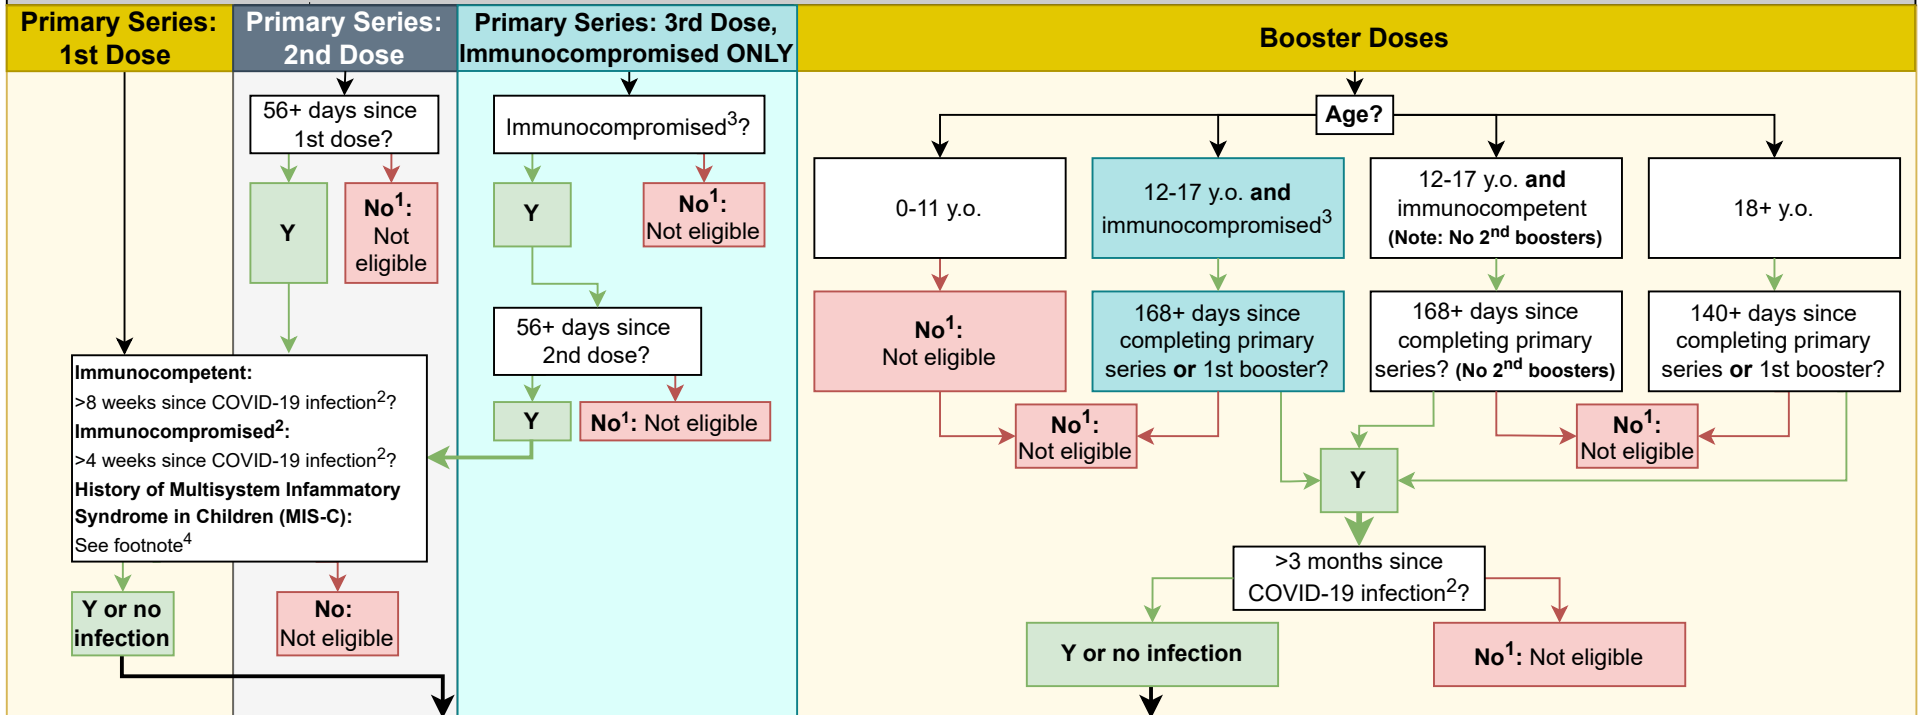 Primary Series:
1st Dose
Primary Series:
2nd Dose
Primary Series: 3rd Dose,
Immunocompromised ONLY
Booster Doses
56+ days since
1st dose?
Y
No¹:
Not
eligible
Immunocompromised³?
Y
No¹:
Not eligible
56+ days since
2nd dose?
Y
No¹: Not eligible
Immunocompetent:
>8 weeks since COVID-19 infection²?
Immunocompromised²:
>4 weeks since COVID-19 infection²?
History of Multisystem Infammatory
Syndrome in Children (MIS-C):
See footnote⁴
Y or no
infection
No:
Not eligible
Age?
0-11 y.o.
12-17 y.o. and
immunocompromised³
12-17 y.o. and
immunocompetent
(Note: No 2nd boosters)
18+ y.o.
No¹:
Not eligible
168+ days since
completing primary
series or 1st booster?
168+ days since
completing primary
series? (No 2nd boosters)
140+ days since
completing primary
series or 1st booster?
No¹:
Not eligible
No¹:
Not eligible
Y
>3 months since
COVID-19 infection²?
Y or no infection
No¹: Not eligible